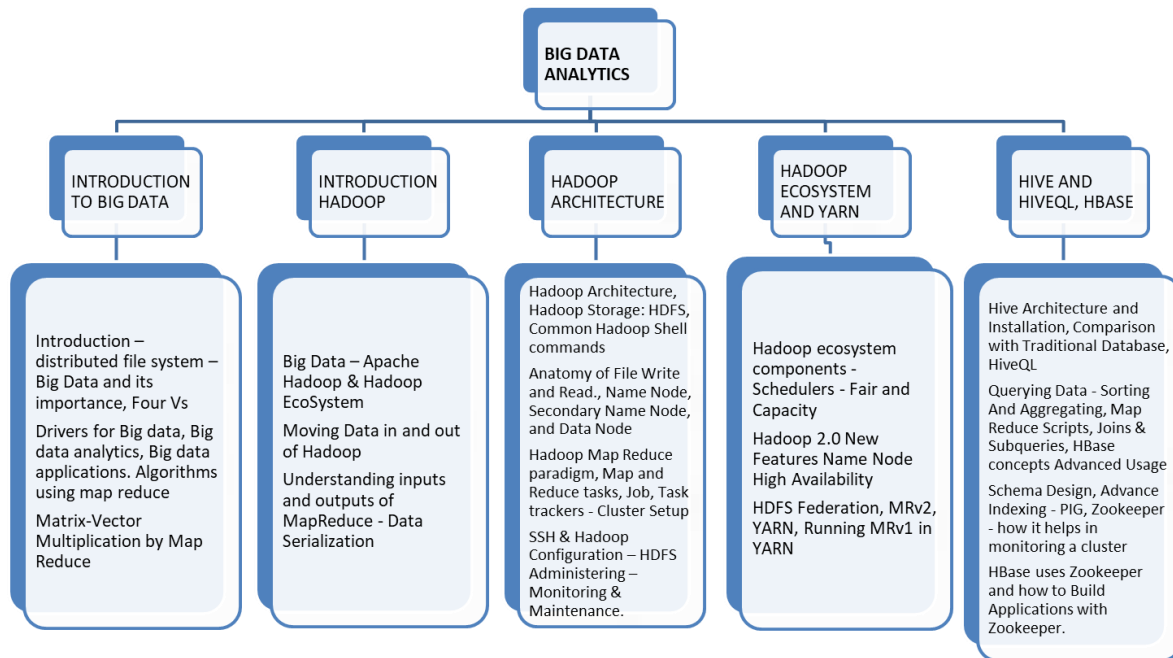 BIG DATA
ANALYTICS
INTRODUCTION
TO BIG DATA
INTRODUCTION
HADOOP
HADOOP
ARCHITECTURE
HADOOP
ECOSYSTEM
AND YARN
HIVE AND
HIVEQL, HBASE
Introduction –
distributed file system –
Big Data and its
importance, Four Vs
Drivers for Big data, Big
data analytics, Big data
applications. Algorithms
using map reduce
Matrix-Vector
Multiplication by Map
Reduce
Big Data – Apache
Hadoop & Hadoop
EcoSystem
Moving Data in and out
of Hadoop
Understanding inputs
and outputs of
MapReduce - Data
Serialization
Hadoop Architecture,
Hadoop Storage: HDFS,
Common Hadoop Shell
commands
Anatomy of File Write
and Read., Name Node,
Secondary Name Node,
and Data Node
Hadoop Map Reduce
paradigm, Map and
Reduce tasks, Job, Task
trackers - Cluster Setup
SSH & Hadoop
Configuration – HDFS
Administering –
Monitoring &
Maintenance.
Hadoop ecosystem
components -
Schedulers - Fair and
Capacity
Hadoop 2.0 New
Features Name Node
High Availability
HDFS Federation, MRv2,
YARN, Running MRv1 in
YARN
Hive Architecture and
Installation, Comparison
with Traditional Database,
HiveQL
Querying Data - Sorting
And Aggregating, Map
Reduce Scripts, Joins &
Subqueries, HBase
concepts Advanced Usage
Schema Design, Advance
Indexing - PIG, Zookeeper
- how it helps in
monitoring a cluster
HBase uses Zookeeper
and how to Build
Applications with
Zookeeper.